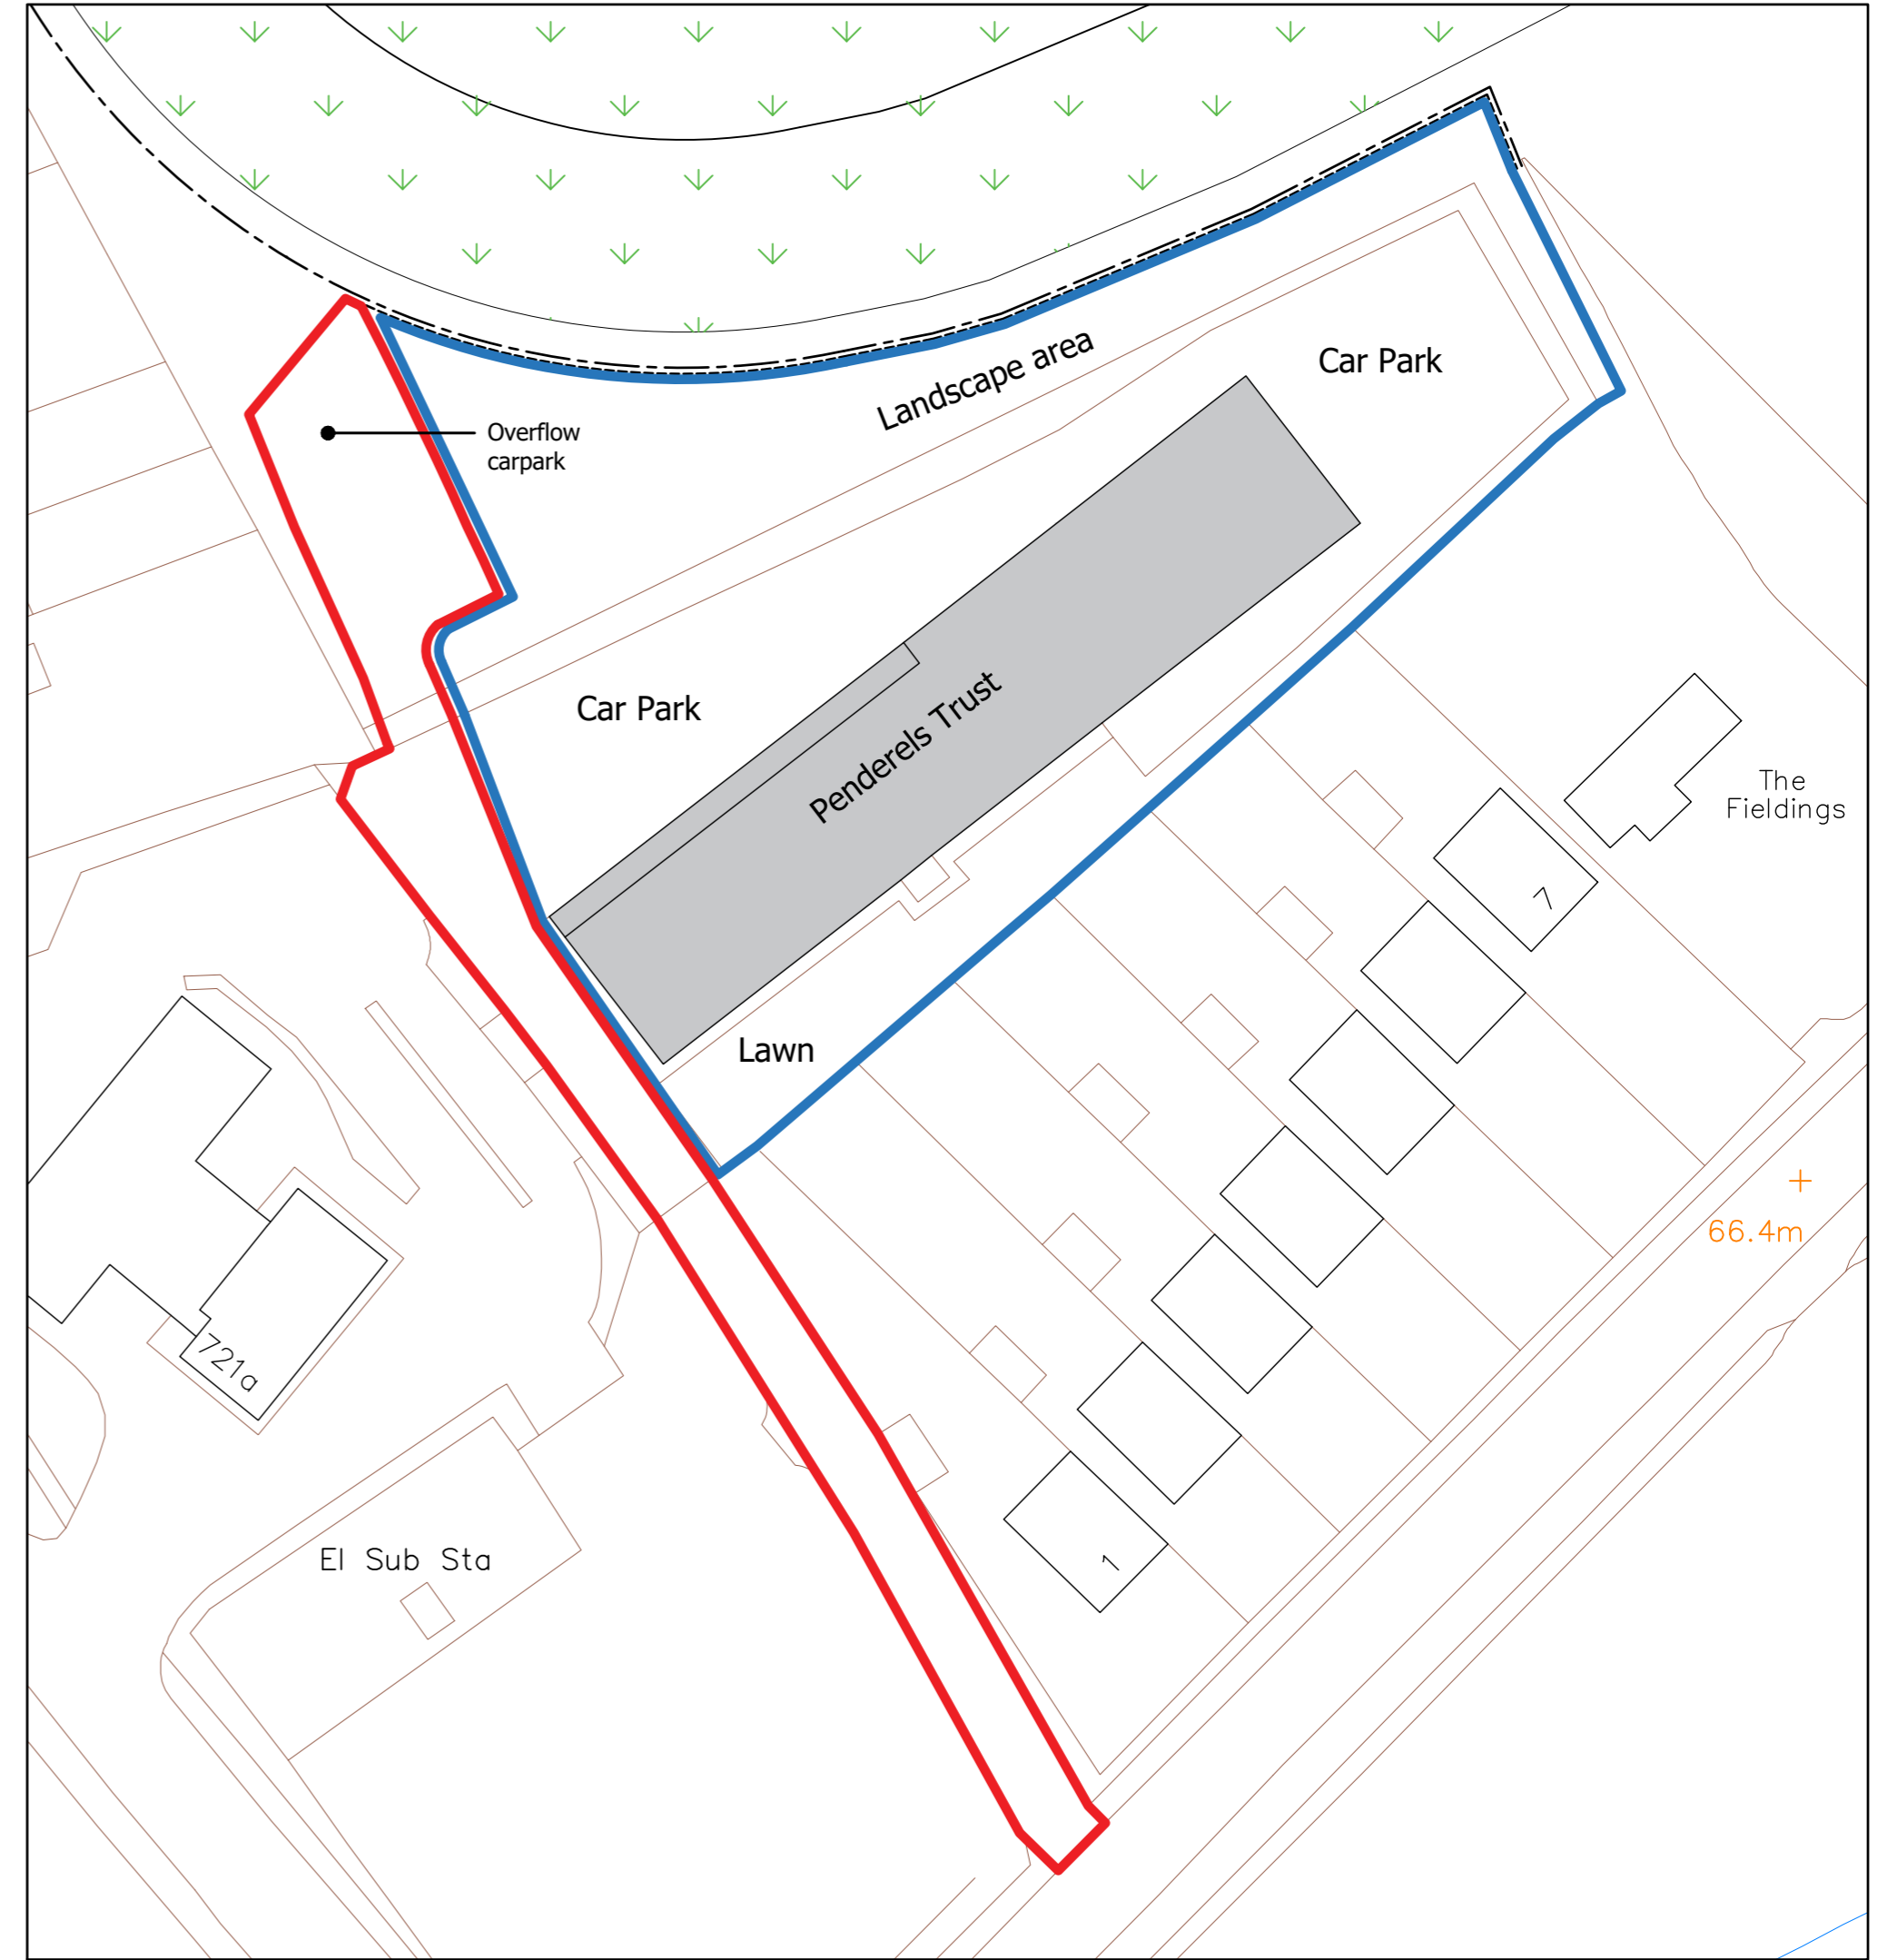 Landscape area
Car Park
Overflow
carpark
Car Park
Penderels Trust
The
Fieldings
7
Lawn
66.4m
721a
El Sub Sta
1